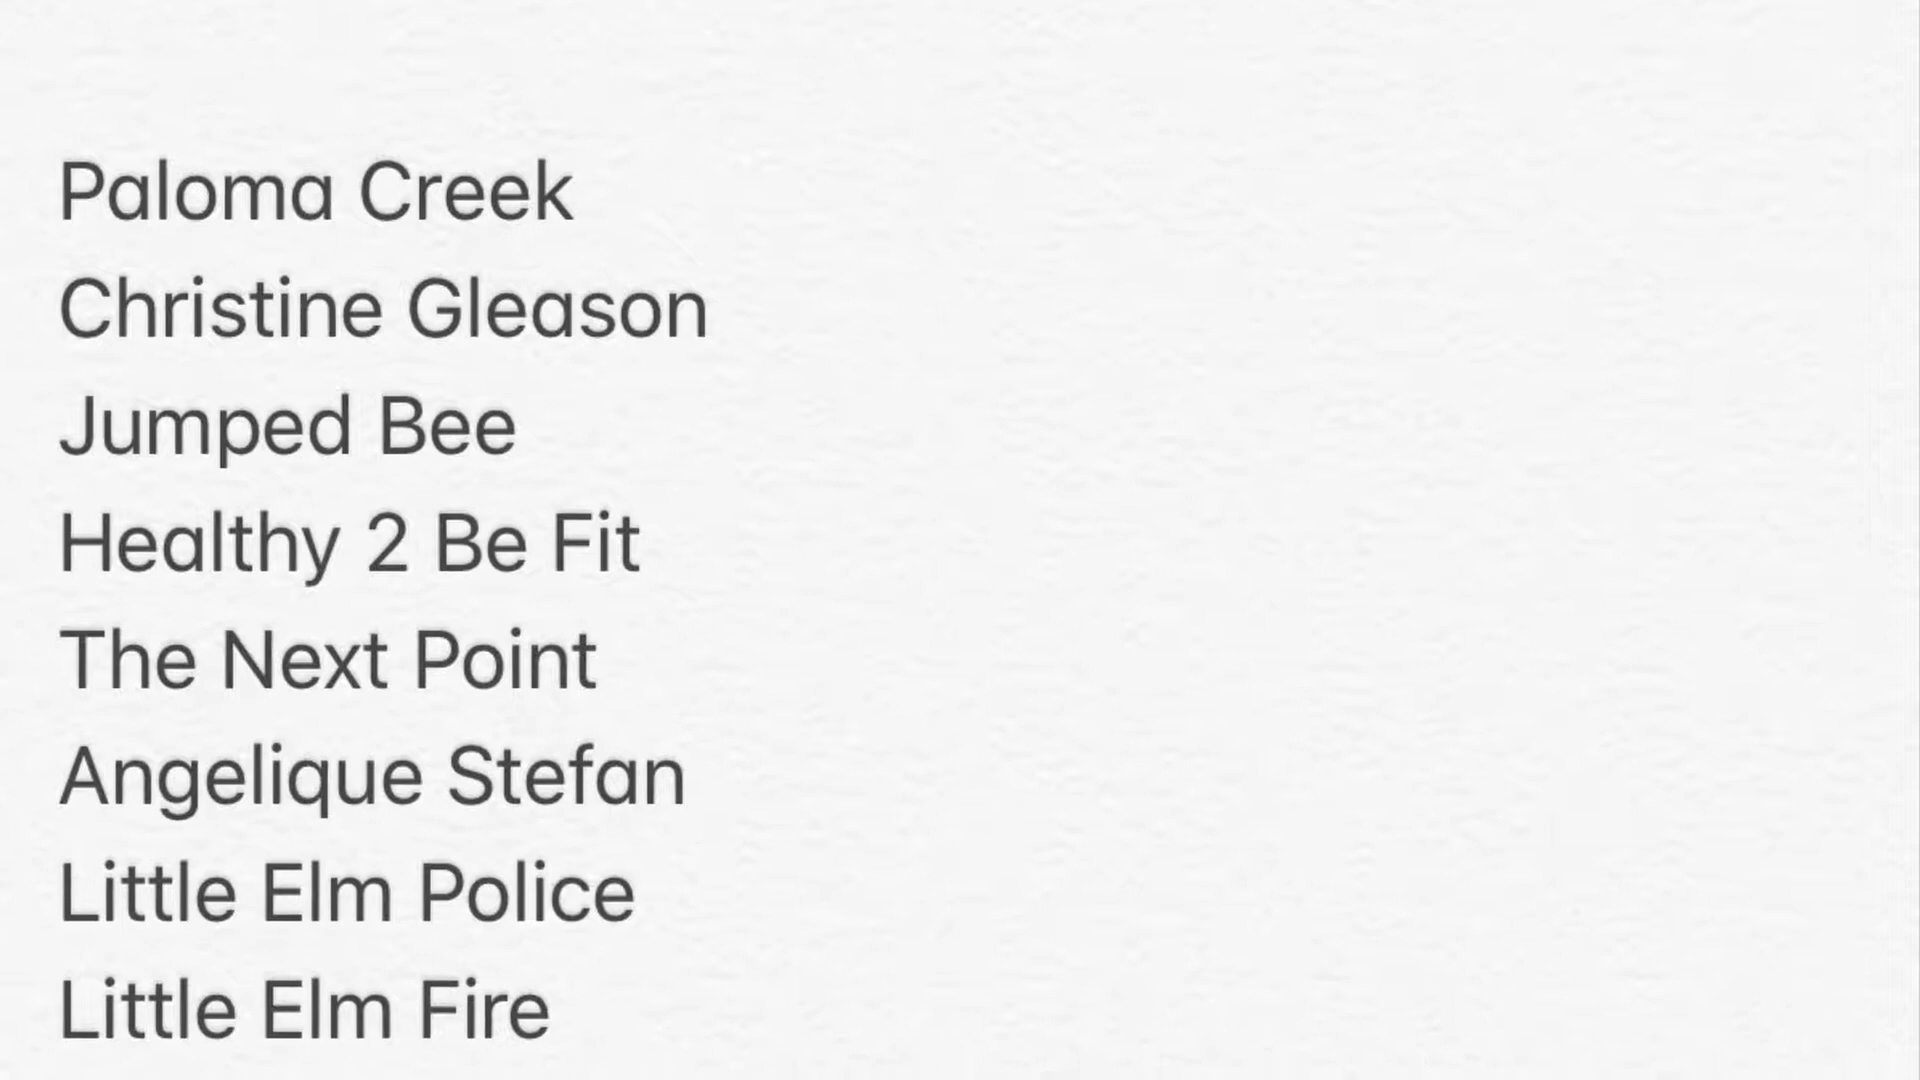 Paloma Creek
Christine Gleason
Jumped Bee
Healthy 2 Be Fit
The Next Point
Angelique Stefan
Little Elm Police
Little Elm Fire